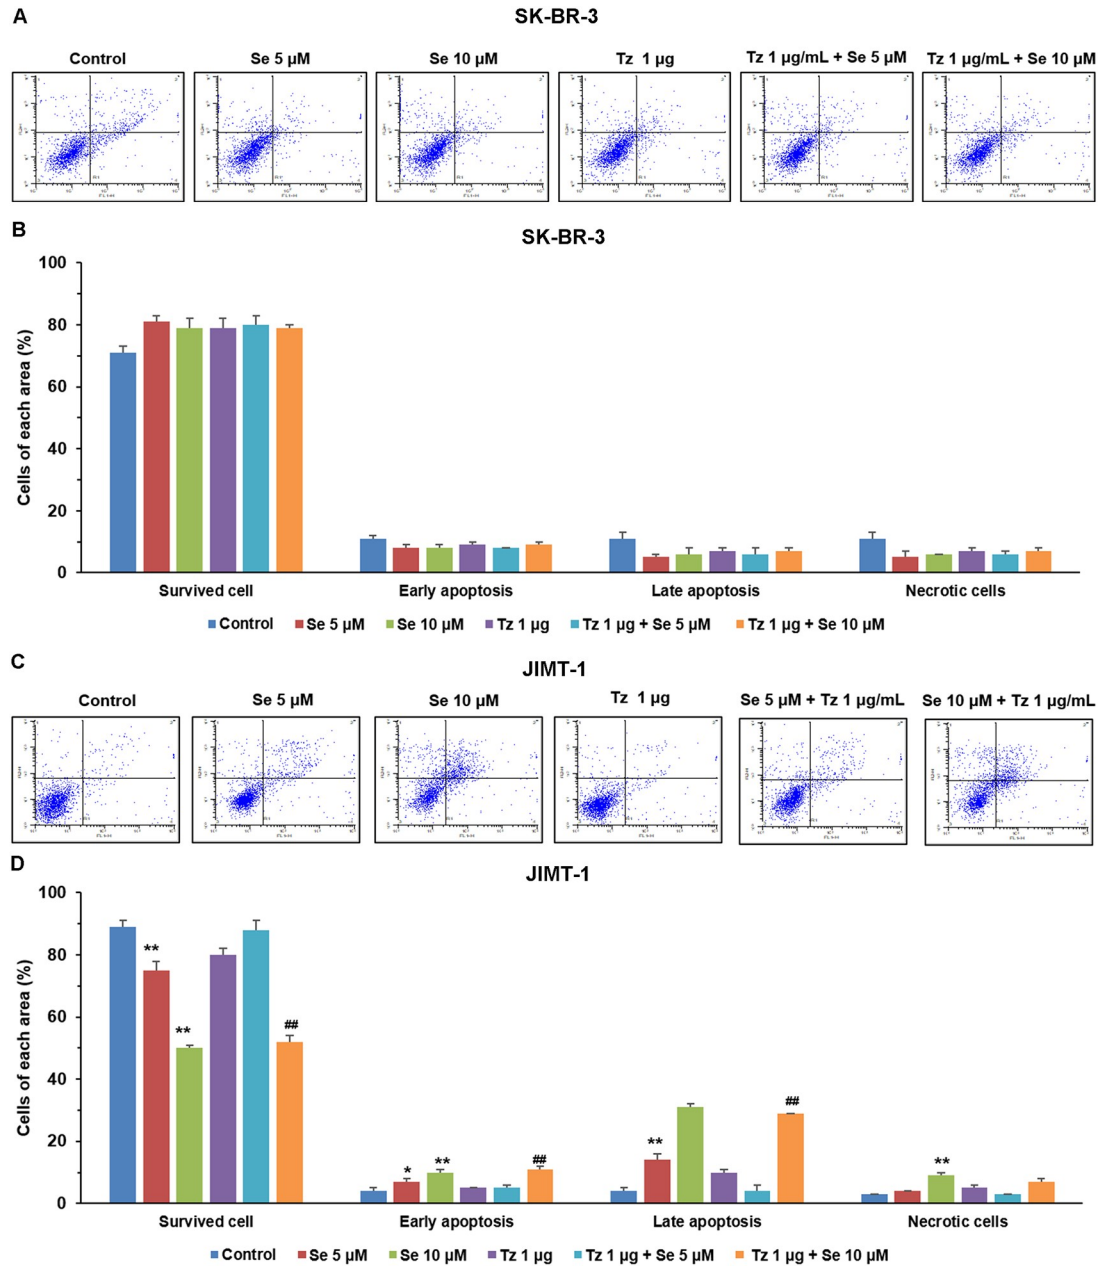 A
SK-BR-3
Control
Se 5 µM
Se 10 µM
Tz 1 µg
Tz 1 µg/mL + Se 5 µM
Tz 1 µg/mL + Se 10 µM
B
SK-BR-3
Cells of each area (%)
100
80
60
40
20
0
Survived cell
Early apoptosis
Late apoptosis
Necrotic cells
Control
Se 5 µM
Se 10 µM
Tz 1 µg
Tz 1 µg + Se 5 µM
Tz 1 µg + Se 10 µM
C
JIMT-1
Control
Se 5 µM
Se 10 µM
Tz 1 µg
Se 5 µM + Tz 1 µg/mL
Se 10 µM + Tz 1 µg/mL
D
JIMT-1
Cells of each area (%)
100
80
60
40
20
0
**
**
##
*
**
##
**
##
**
Survived cell
Early apoptosis
Late apoptosis
Necrotic cells
Control
Se 5 µM
Se 10 µM
Tz 1 µg
Tz 1 µg + Se 5 µM
Tz 1 µg + Se 10 µM